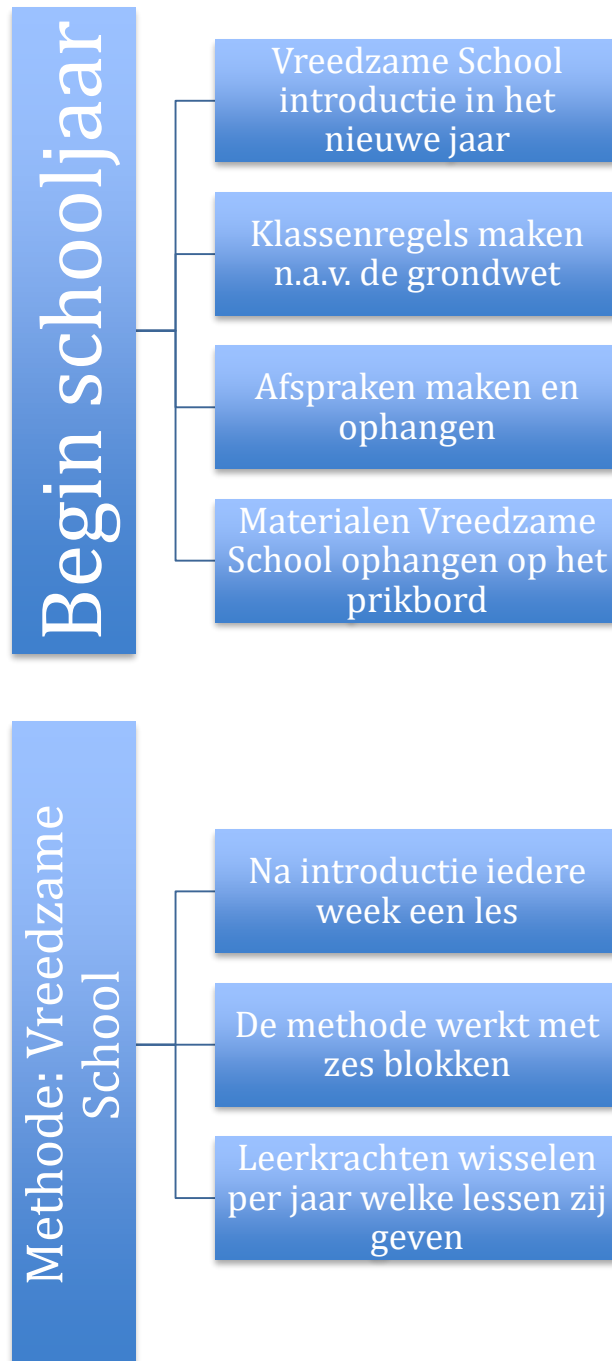 Begin schooljaar
Vreedzame School
introductie in het
nieuwe jaar
Klassenregels maken
n.a.v. de grondwet
Afspraken maken en
ophangen
Materialen Vreedzame
School ophangen op het
prikbord
Methode: Vreedzame
School
Na introductie iedere
week een les
De methode werkt met
zes blokken
Leerkrachten wisselen
per jaar welke lessen zij
geven